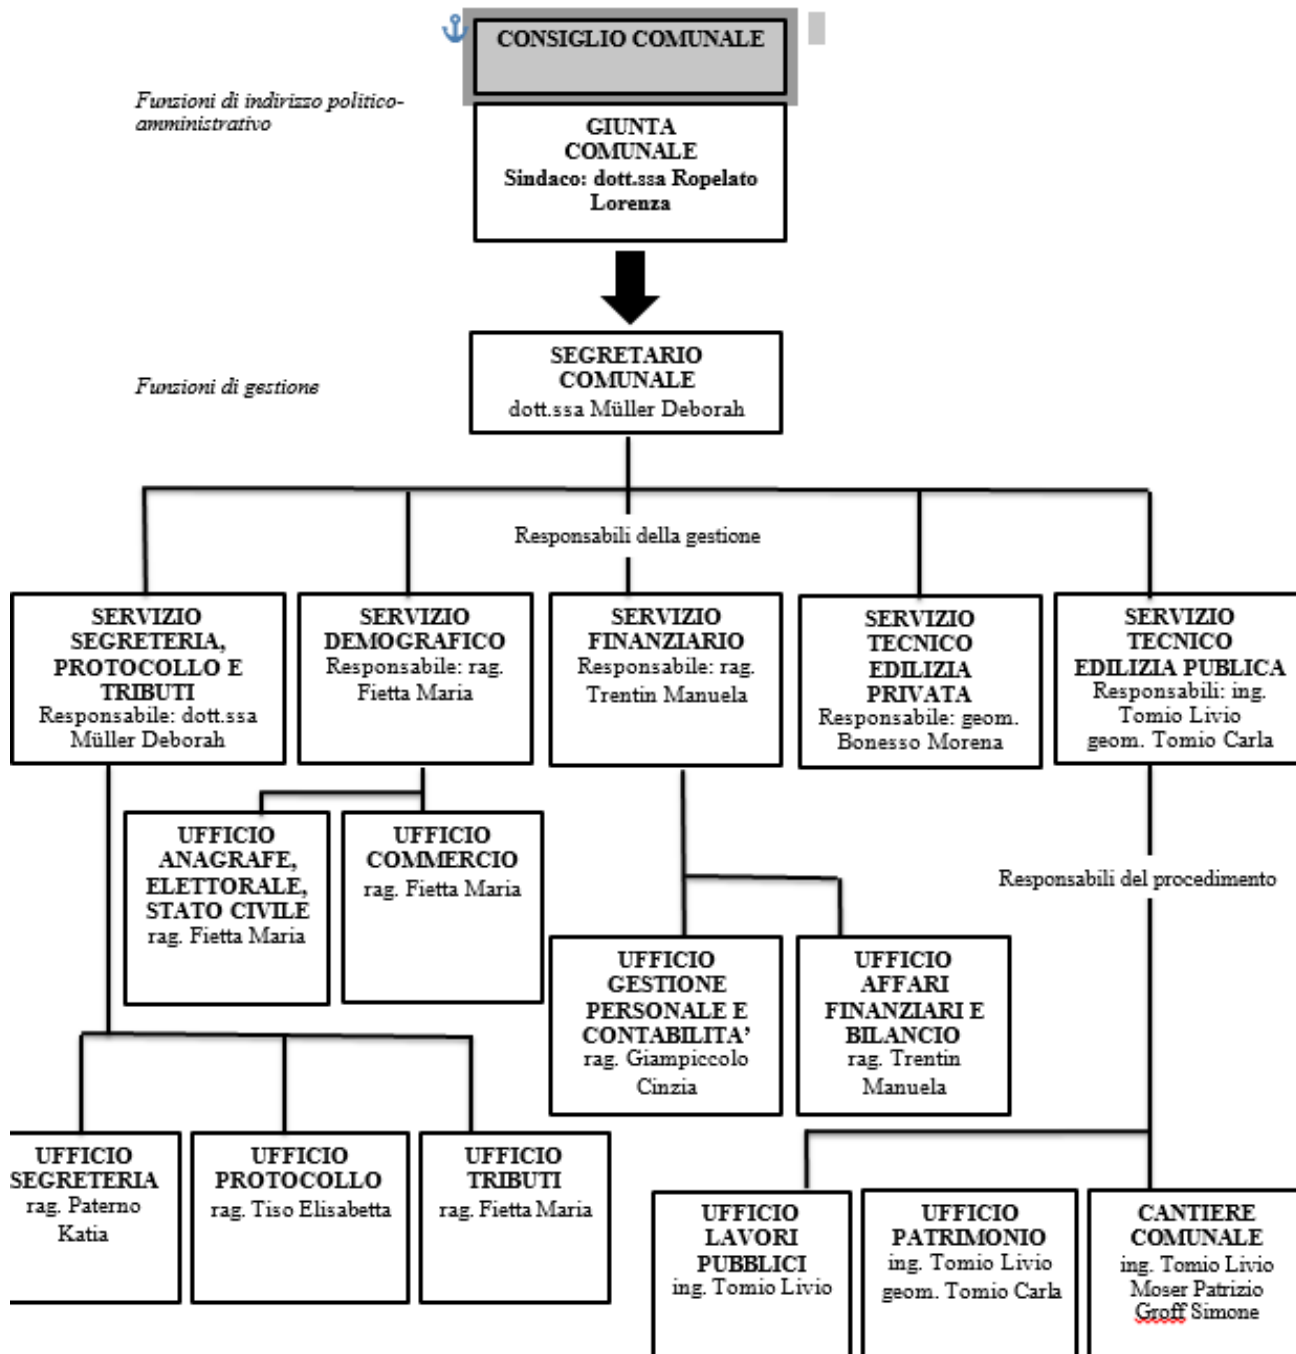 CONSIGLIO COMUNALE
Funzioni di indirizzo politico-
amministrativo
GIUNTA
COMUNALE
Sindaco: dott.ssa Ropelato
Lorenza
SEGRETARIO
COMUNALE
dott.ssa Müller Deborah
Funzioni di gestione
Responsabili della gestione
SERVIZIO
SEGRETERIA,
PROTOCOLLO E
TRIBUTI
Responsabile: dott.ssa
Müller Deborah
SERVIZIO
DEMOGRAFICO
Responsabile: rag.
Fietta Maria
SERVIZIO
FINANZIARIO
Responsabile: rag.
Trentin Manuela
SERVIZIO
TECNICO
EDILIZIA
PRIVATA
Responsabile: geom.
Bonesso Morena
SERVIZIO
TECNICO
EDILIZIA PUBLICA
Responsabili: ing.
Tomio Livio
geom. Tomio Carla
UFFICIO
ANAGRAFE,
ELETTORALE,
STATO CIVILE
rag. Fietta Maria
UFFICIO
COMMERCIO
rag. Fietta Maria
Responsabili del procedimento
UFFICIO
GESTIONE
PERSONALE E
CONTABILITA’
rag. Giampiccolo
Cinzia
UFFICIO
AFFARI
FINANZIARI E
BILANCIO
rag. Trentin
Manuela
UFFICIO
SEGRETERIA
rag. Paterno
Katia
UFFICIO
PROTOCOLLO
rag. Tiso Elisabetta
UFFICIO
TRIBUTI
rag. Fietta Maria
UFFICIO
LAVORI
PUBBLICI
ing. Tomio Livio
UFFICIO
PATRIMONIO
ing. Tomio Livio
geom. Tomio Carla
CANTIERE
COMUNALE
ing. Tomio Livio
Moser Patrizio
Groff Simone